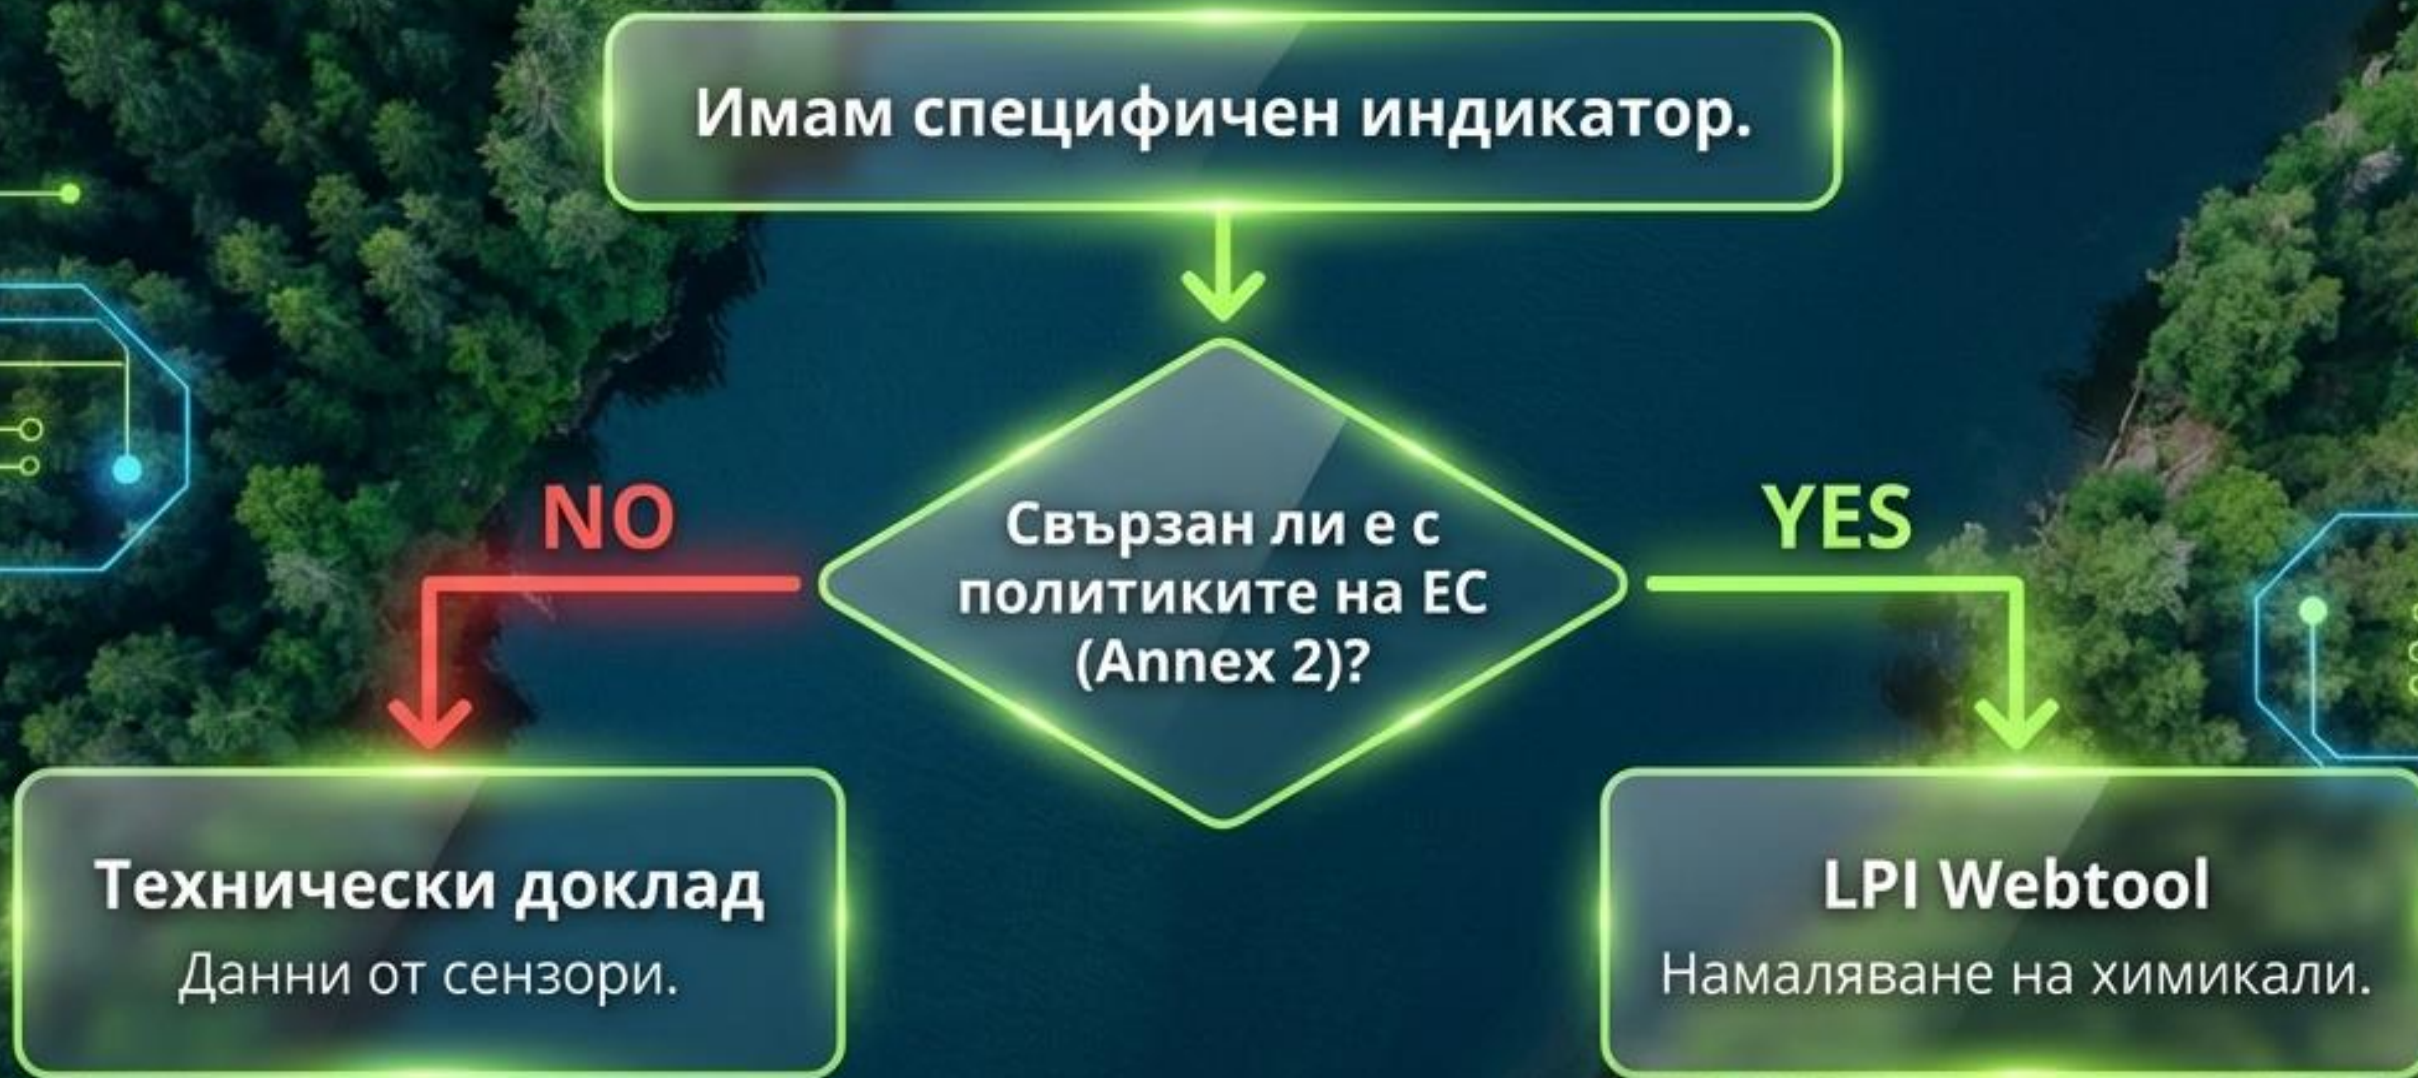 Имам специфичен индикатор.
NO
YES
Свързан ли е с
политиките на ЕС
(Annex 2)?
Технически доклад
Данни от сензори.
LPI Webtool
Намаляване на химикали.